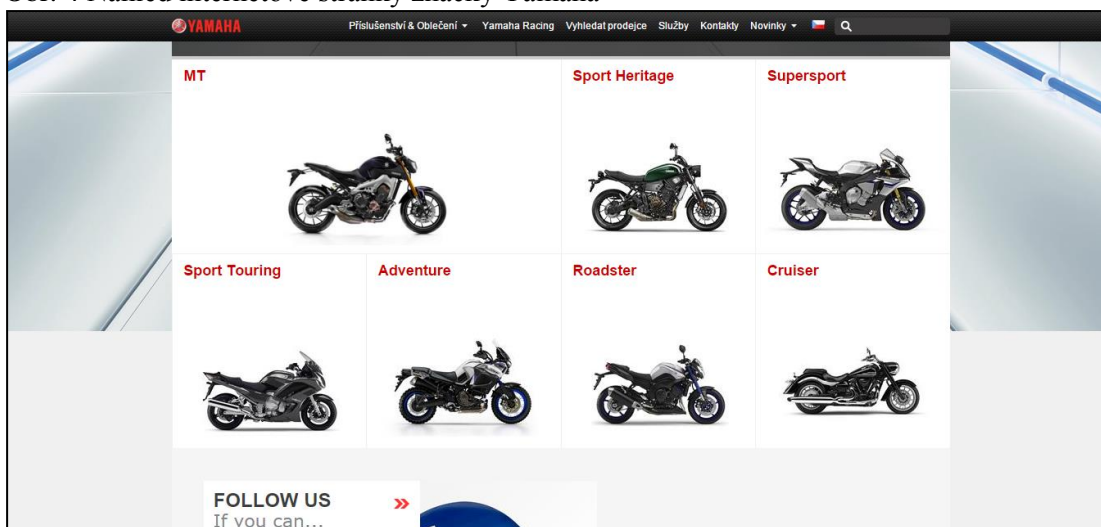 YAMAHA Příslušenství & Oblečení Yamaha Racing Vyhledat prodejce Služby Kontakty Novinky
MT Sport Heritage Supersport
Sport Touring Adventure Roadster Cruiser
FOLLOW US
If you can...